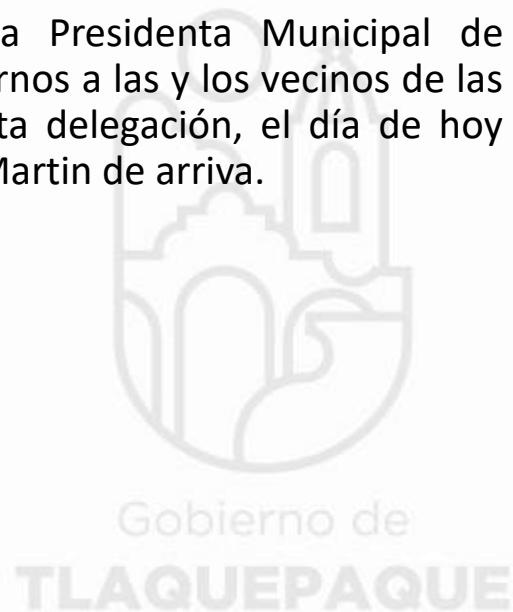 a Presidenta Municipal de
rnos a las y los vecinos de las
ta delegación, el día de hoy
Martin de arriva.
Gobierno de
TLAQUEPAQUE